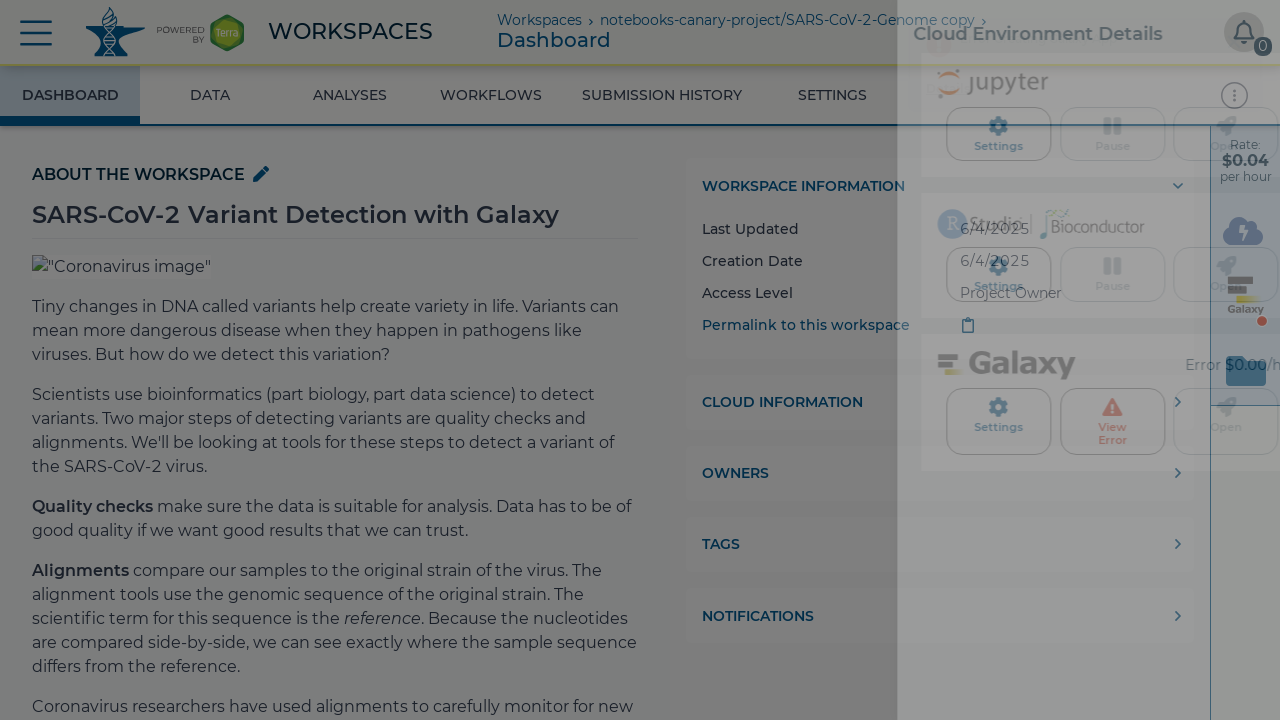 POWERED
BY
Terra
WORKSPACES
Workspaces › notebooks-canary-project/SARS-CoV-2-Genome copy ›
Dashboard
0
DASHBOARD
DATA
ANALYSES
WORKFLOWS
SUBMISSION HISTORY
SETTINGS
ABOUT THE WORKSPACE
SARS-CoV-2 Variant Detection with Galaxy
"Coronavirus image"
Tiny changes in DNA called variants help create variety in life. Variants can
mean more dangerous disease when they happen in pathogens like
viruses. But how do we detect this variation?
Scientists use bioinformatics (part biology, part data science) to detect
variants. Two major steps of detecting variants are quality checks and
alignments. We'll be looking at tools for these steps to detect a variant of
the SARS-CoV-2 virus.
Quality checks make sure the data is suitable for analysis. Data has to be of
good quality if we want good results that we can trust.
Alignments compare our samples to the original strain of the virus. The
alignment tools use the genomic sequence of the original strain. The
scientific term for this sequence is the reference. Because the nucleotides
are compared side-by-side, we can see exactly where the sample sequence
differs from the reference.
Coronavirus researchers have used alignments to carefully monitor for new
WORKSPACE INFORMATION
Last Updated
6/4/2025
Creation Date
6/4/2025
Access Level
Project Owner
Permalink to this workspace
CLOUD INFORMATION
OWNERS
TAGS
NOTIFICATIONS
Cloud Environment Details
jupyter
Settings
Pause
Open
R Studio | Bioconductor
Settings
Pause
Open
Galaxy
Error $0.00/h
Settings
View
Error
Open
Rate:
$0.04
per hour
Galaxy